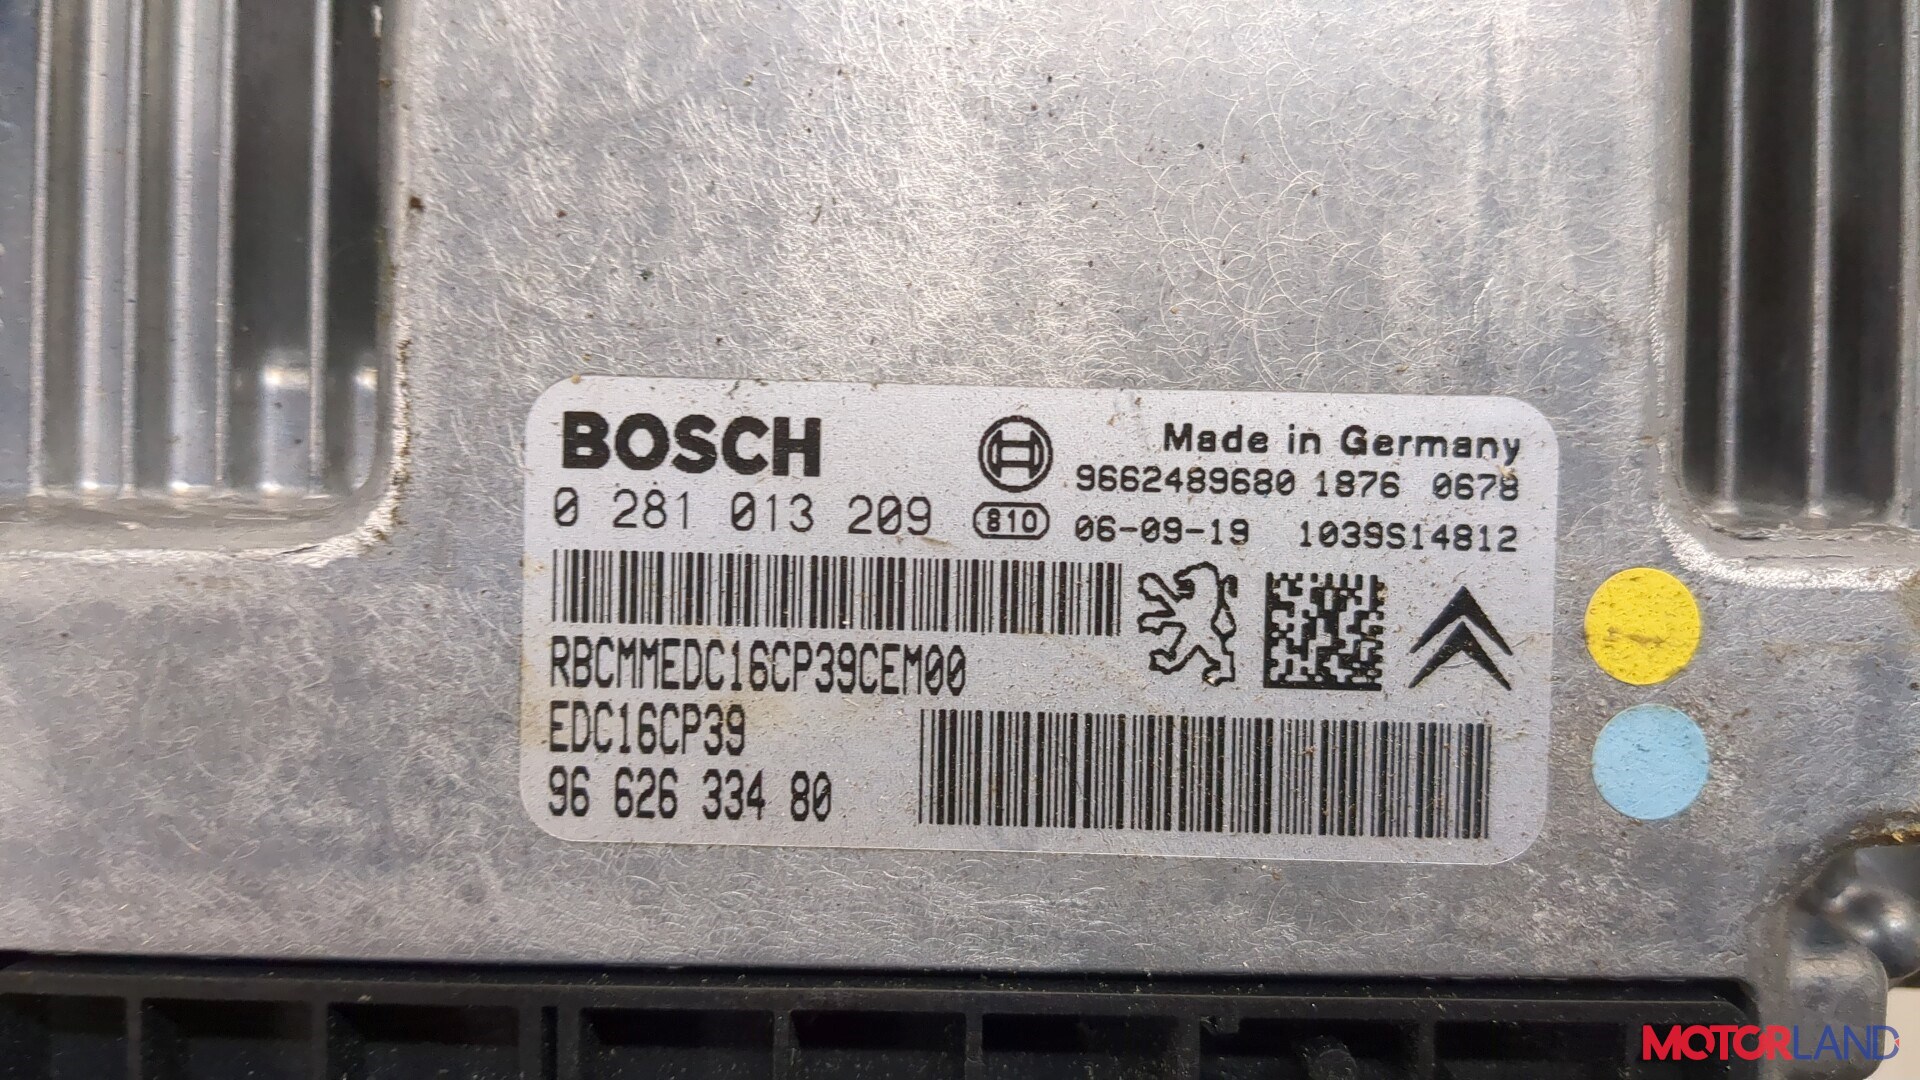 BOSCH
Made in Germany
9662489680 1876 0678
0 281 013 209
810 06-09-19 1039S14812
RBCMMEDC16CP39CEM00
EDC16CP39
96 626 334 80
MOTORLAND